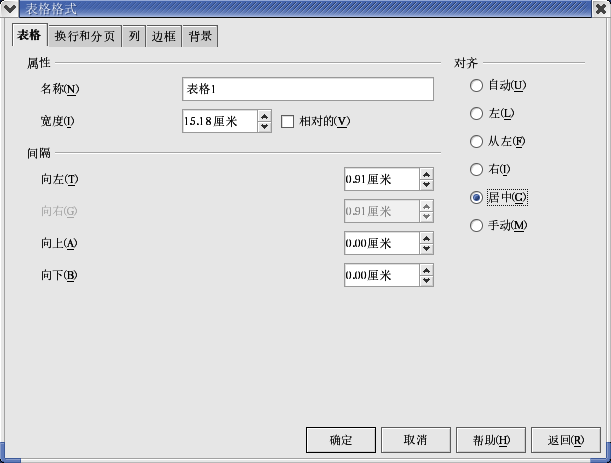 表格格式
表格 换行和分页 列 边框 背景
属性
名称(N) 表格1
宽度(I) 15.18厘米 相对的(V)
间隔
向左(T) 0.91厘米
向右(G) 0.91厘米
向上(A) 0.00厘米
向下(B) 0.00厘米
对齐
自动(U)
左(L)
从左(F)
右(I)
居中(C)
手动(M)
确定 取消 帮助(H) 返回(R)